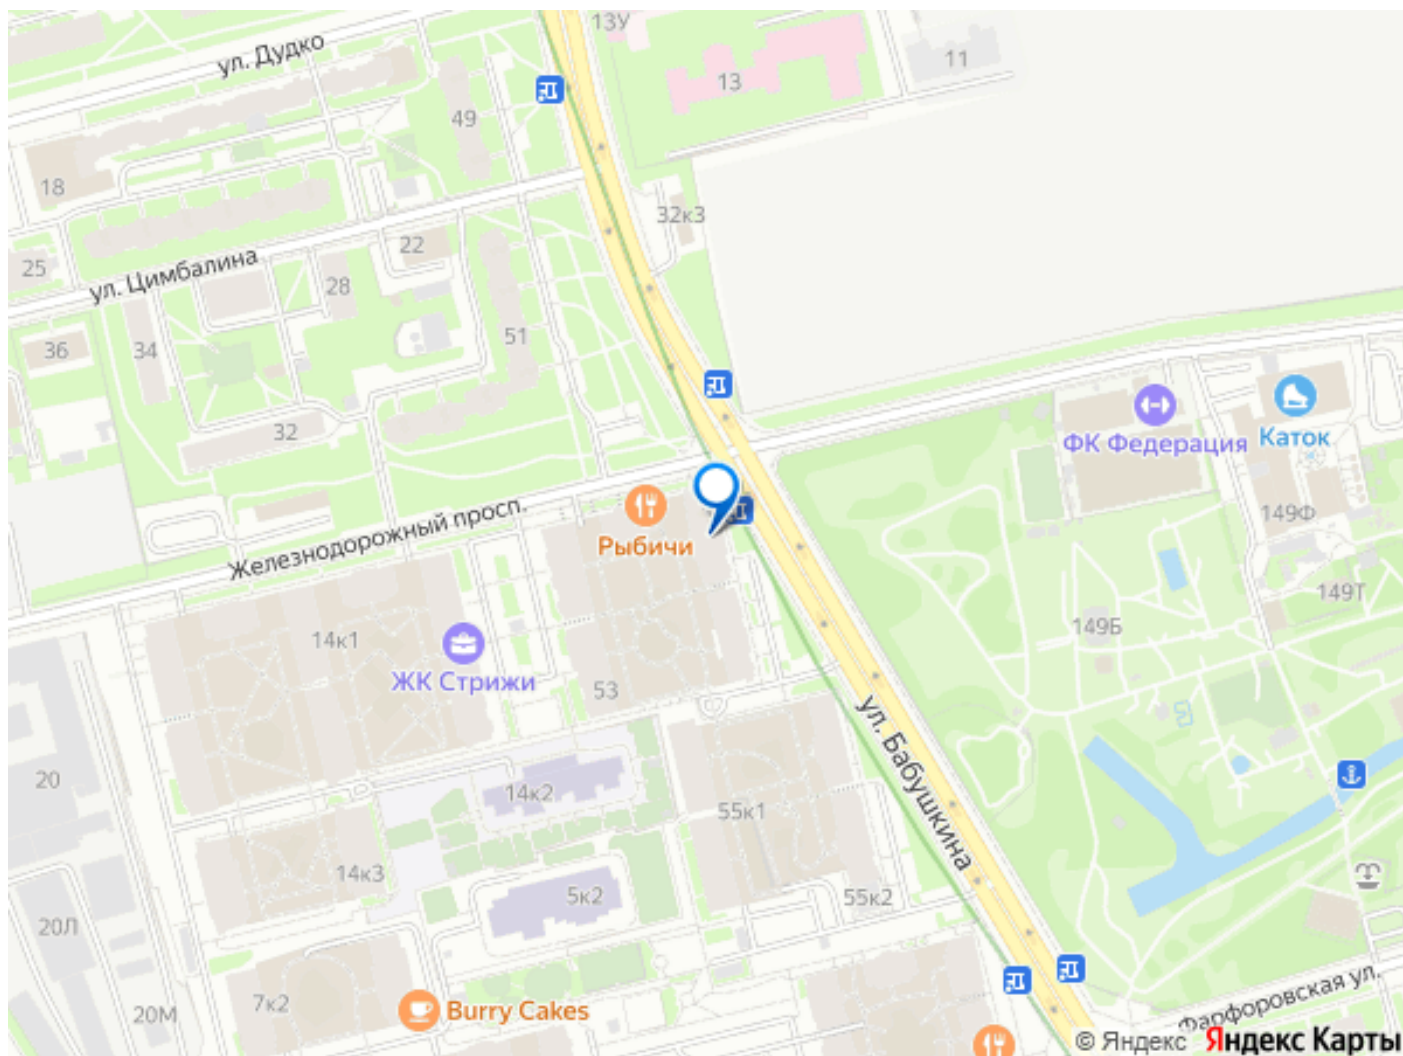 13У
ул. Дудко
11
13
49
18
32к3
22
25
ул. Цимбалина
28
51
36
34
32
ФК Федерация
Каток
Железнодорожный просп.
149Ф
Рыбичи
149Т
149Б
14к1
ЖК Стрижи
53
ул. Бабушкина
20
14к2
55к1
14к3
5к2
55к2
20Л
7к2
20М
Burry Cakes
Фарфоровская ул.
© Яндекс Яндекс Карты